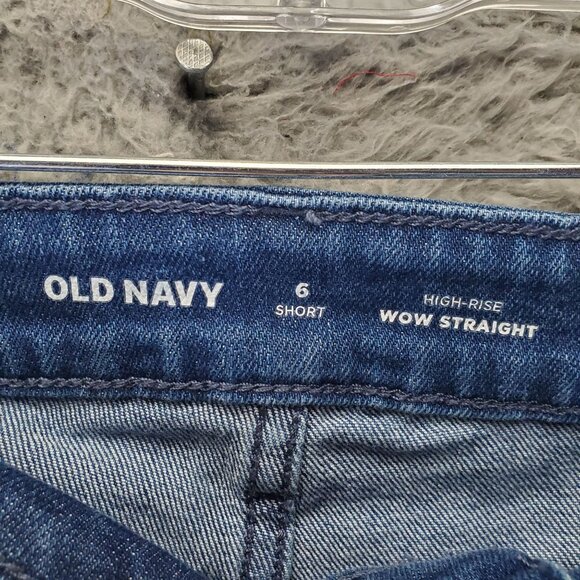 OLD NAVY
6
SHORT
HIGH-RISE
WOW STRAIGHT